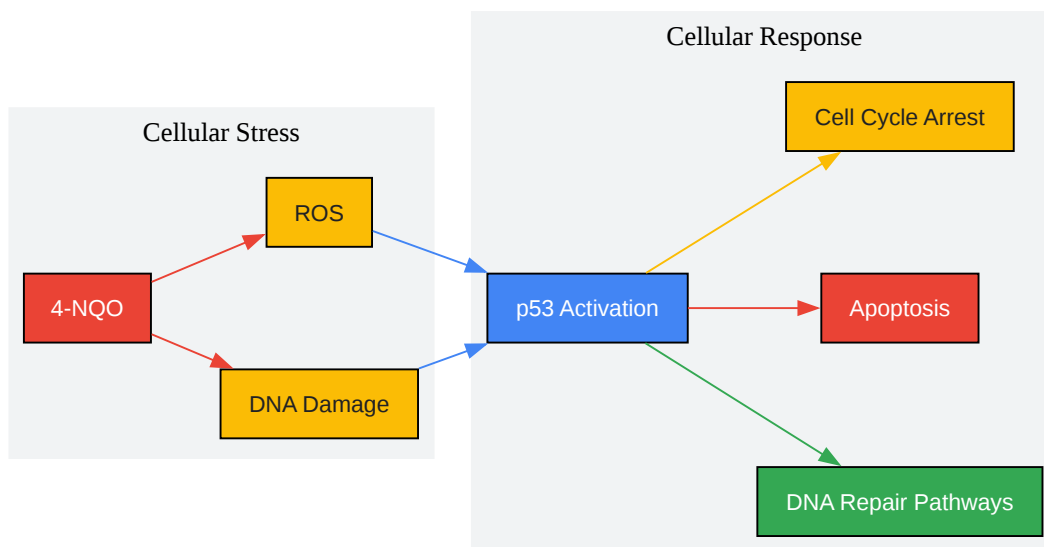 Cellular Stress
4-NQO
ROS
DNA Damage
Cellular Response
p53 Activation
Cell Cycle Arrest
Apoptosis
DNA Repair Pathways